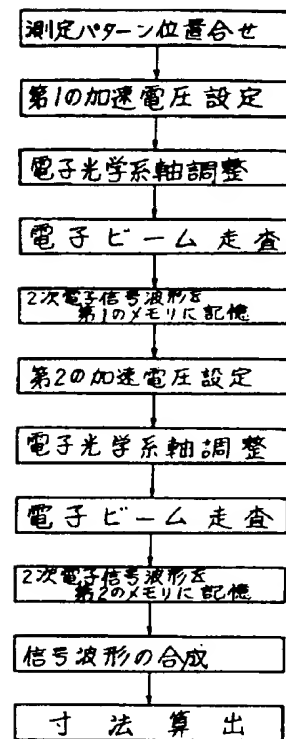 測定パターン位置合せ
第1の加速電圧設定
電子光学系軸調整
電子ビーム走査
2次電子信号波形を
第1のメモリに記憶
第2の加速電圧設定
電子光学系軸調整
電子ビーム走査
2次電子信号波形を
第2のメモリに記憶
信号波形の合成
寸法算出